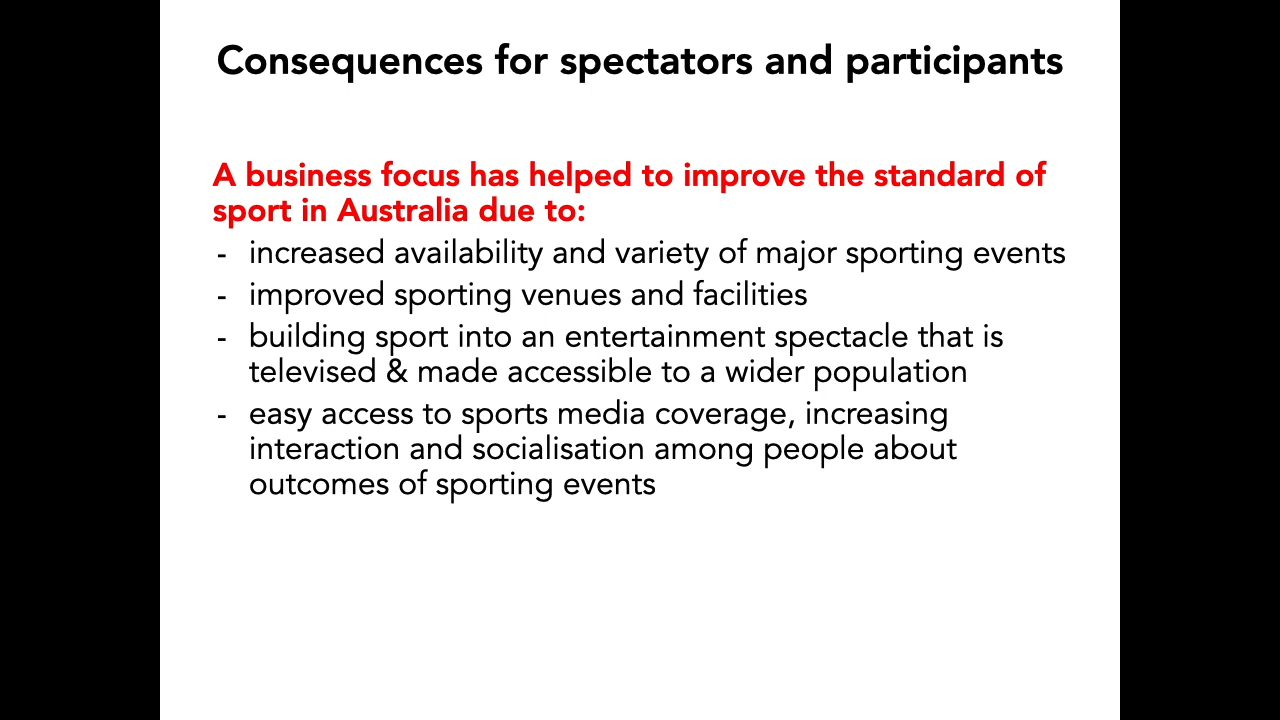 Consequences for spectators and participants
A business focus has helped to improve the standard of
sport in Australia due to:
- increased availability and variety of major sporting events
- improved sporting venues and facilities
- building sport into an entertainment spectacle that is
televised & made accessible to a wider population
- easy access to sports media coverage, increasing
interaction and socialisation among people about
outcomes of sporting events